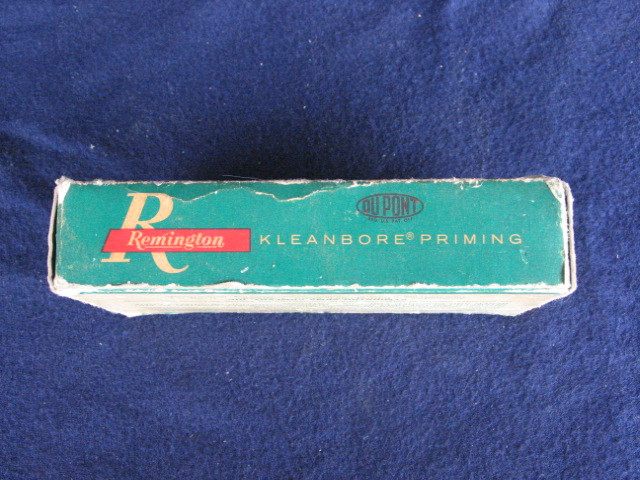 DU PONT
R
Remington
KLEANBORE® PRIMING